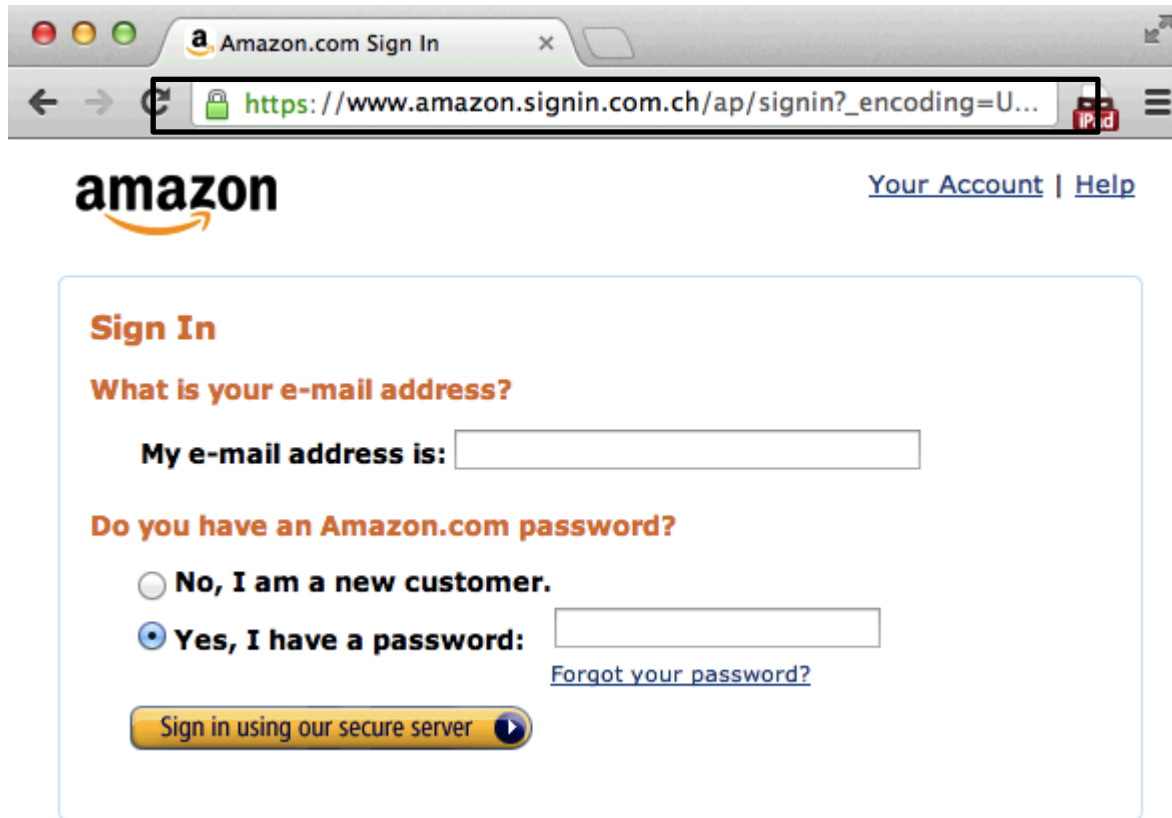 Amazon.com Sign In
https://www.amazon.signin.com.ch/ap/signin?_encoding=U...
iPad
amazon
Your Account | Help
Sign In
What is your e-mail address?
My e-mail address is:
Do you have an Amazon.com password?
No, I am a new customer.
Yes, I have a password:
Forgot your password?
Sign in using our secure server